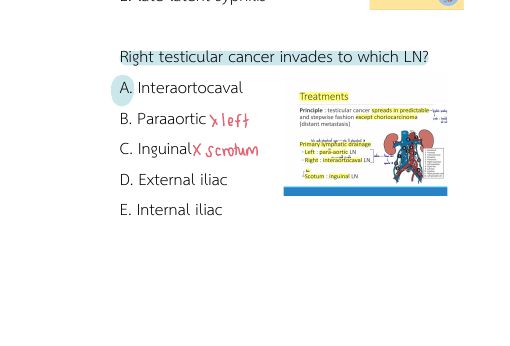 Right testicular cancer invades to which LN?
A. Interaortocaval
B. Paraaortic x left
C. Inguinal x scrotum
D. External iliac
E. Internal iliac
Treatments
Principle : testicular cancer spreads in predictable
and stepwise fashion except choriocarcinoma
(distant metastasis)
Primary lymphatic drainage
- Left : para-aortic LN
- Right : interaortocaval LN
- Scotum : inguinal LN